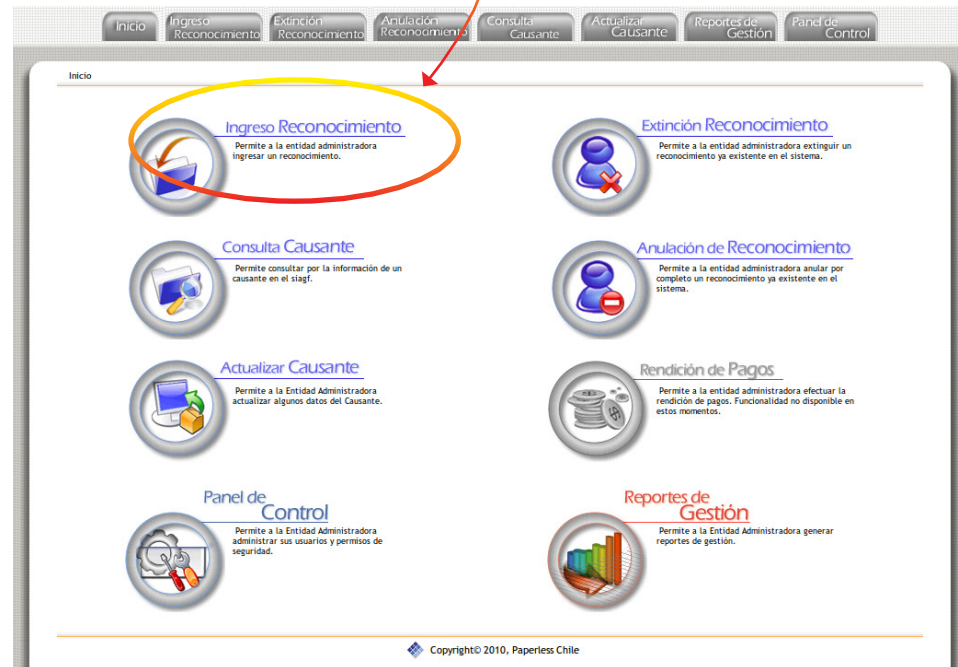 Inicio
Ingreso
Reconocimiento
Extinción
Reconocimiento
Anulación
Reconocimiento
Consulta
Causante
Actualizar
Causante
Reportes de
Gestión
Panel de
Control
Inicio
Ingreso Reconocimiento
Permite a la entidad administradora
ingresar un reconocimiento.
Extinción Reconocimiento
Permite a la entidad administradora extinguir un
reconocimiento ya existente en el sistema.
Consulta Causante
Permite consultar por la información de un
causante en el siagf.
Anulación de Reconocimiento
Permite a la entidad administradora anular por
completo un reconocimiento ya existente en el
sistema.
Actualizar Causante
Permite a la Entidad Administradora
actualizar algunos datos del Causante.
Rendición de Pagos
Permite a la entidad administradora efectuar la
rendición de pagos. Funcionalidad no disponible en
estos momentos.
Panel de
Control
Permite a la Entidad Administradora
administrar sus usuarios y permisos de
seguridad.
Reportes de
Gestión
Permite a la Entidad Administradora generar
reportes de gestión.
Copyright© 2010, Paperless Chile